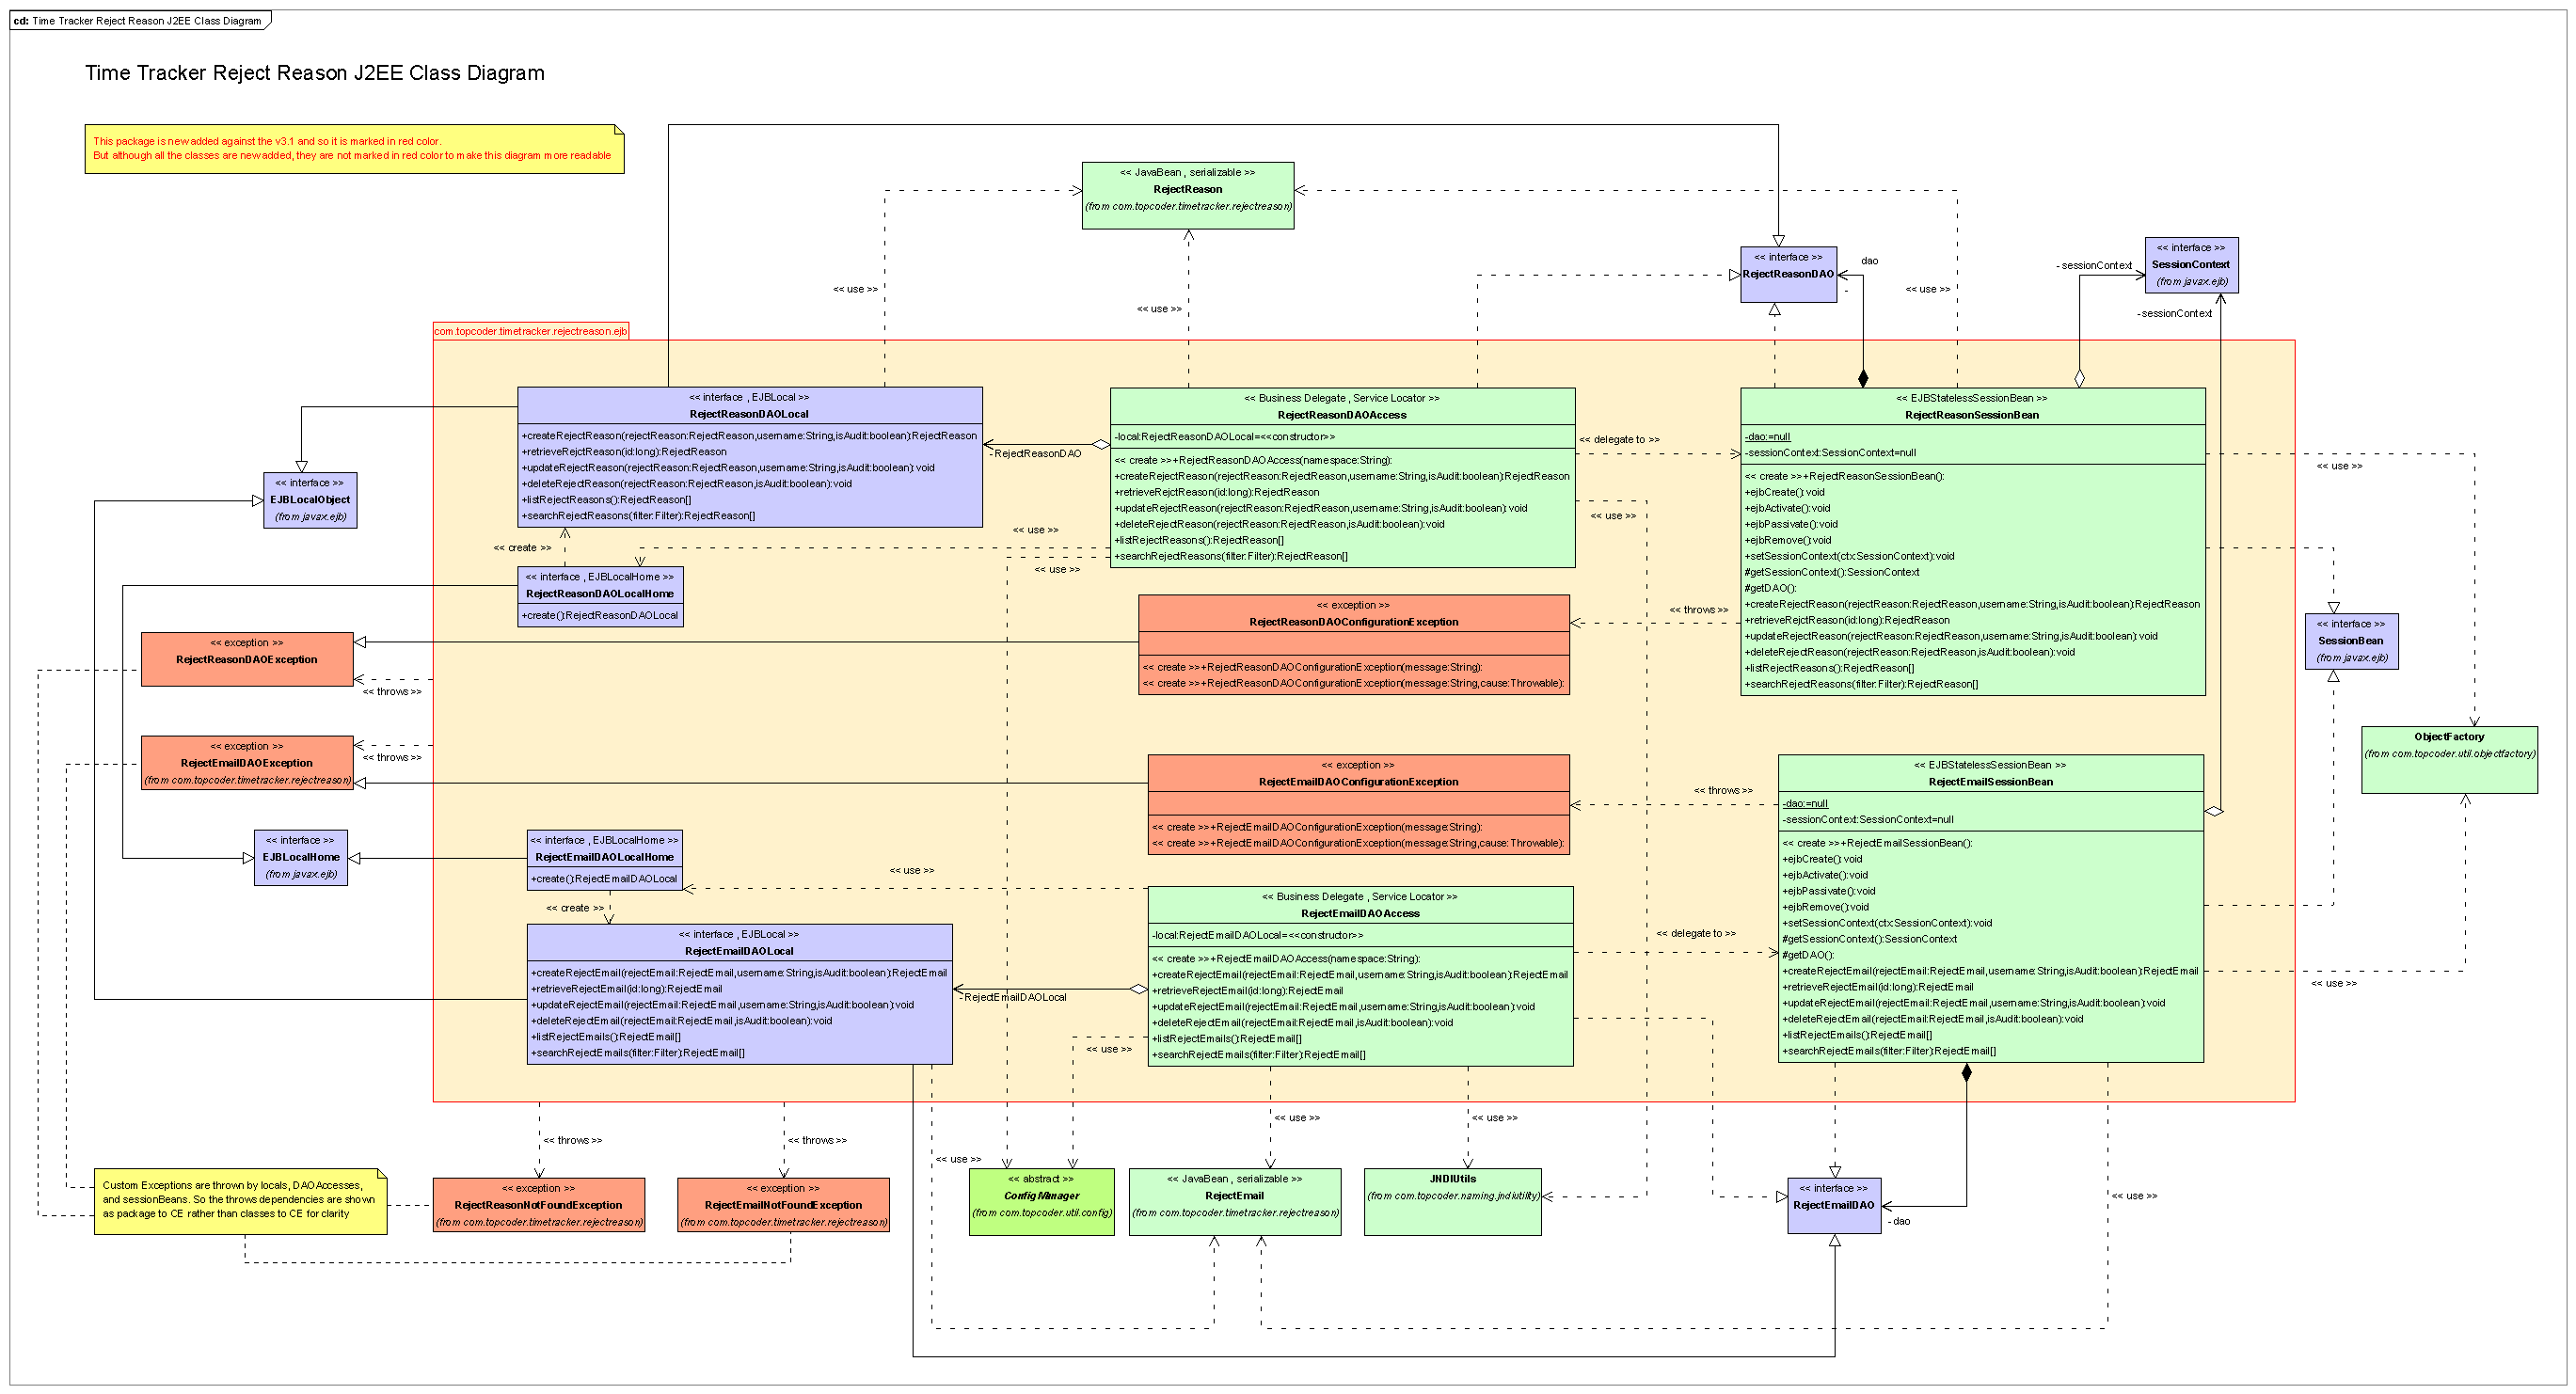 cd: Time Tracker Reject Reason J2EE Class Diagram
Time Tracker Reject Reason J2EE Class Diagram
This package is newadded against the v3.1 and so it is marked in red color.
But although all the classes are newadded, they are not marked in red color to make this diagram more readable
<< JavaBean , serializable >>
RejectReason
(from com.topcoder.timetracker.rejectreason)
<< interface >>
RejectReasonDAO
dao
-
<< interface >>
SessionContext
(from javax.ejb)
- sessionContext
- sessionContext
<< use >>
<< use >>
<< use >>
com.topcoder.timetracker.rejectreason.ejb
<< interface , EJBLocal >>
RejectReasonDAOLocal
+createRejectReason(rejectReason:RejectReason,username:String,isAudit:boolean):RejectReason
+retrieveRejctReason(id:long):RejectReason
+updateRejectReason(rejectReason:RejectReason,username:String,isAudit:boolean):void
+deleteRejectReason(rejectReason:RejectReason,isAudit:boolean):void
+listRejectReasons():RejectReason[]
+searchRejectReasons(filter:Filter):RejectReason[]
- RejectReasonDAO
<< Business Delegate , Service Locator >>
RejectReasonDAOAccess
-local:RejectReasonDAOLocal=<<constructor>>
<< create >>+RejectReasonDAOAccess(namespace:String):
+createRejectReason(rejectReason:RejectReason,username:String,isAudit:boolean):RejectReason
+retrieveRejctReason(id:long):RejectReason
+updateRejectReason(rejectReason:RejectReason,username:String,isAudit:boolean):void
+deleteRejectReason(rejectReason:RejectReason,isAudit:boolean):void
+listRejectReasons():RejectReason[]
+searchRejectReasons(filter:Filter):RejectReason[]
<< delegate to >>
<< use >>
<< EJBStatelessSessionBean >>
RejectReasonSessionBean
-dao:=null
-sessionContext:SessionContext=null
<< create >>+RejectReasonSessionBean():
+ejbCreate():void
+ejbActivate():void
+ejbPassivate():void
+ejbRemove():void
+setSessionContext(ctx:SessionContext):void
#getSessionContext():SessionContext
#getDAO():
+createRejectReason(rejectReason:RejectReason,username:String,isAudit:boolean):RejectReason
+retrieveRejctReason(id:long):RejectReason
+updateRejectReason(rejectReason:RejectReason,username:String,isAudit:boolean):void
+deleteRejectReason(rejectReason:RejectReason,isAudit:boolean):void
+listRejectReasons():RejectReason[]
+searchRejectReasons(filter:Filter):RejectReason[]
<< use >>
<< interface >>
EJBLocalObject
(from javax.ejb)
<< create >>
<< use >>
<< use >>
<< interface , EJBLocalHome >>
RejectReasonDAOLocalHome
+create():RejectReasonDAOLocal
<< exception >>
RejectReasonDAOConfigurationException
<< create >>+RejectReasonDAOConfigurationException(message:String):
<< create >>+RejectReasonDAOConfigurationException(message:String,cause:Throwable):
<< throws >>
<< interface >>
SessionBean
(from javax.ejb)
<< exception >>
RejectReasonDAOException
<< throws >>
<< exception >>
RejectEmailDAOException
(from com.topcoder.timetracker.rejectreason)
<< throws >>
ObjectFactory
(from com.topcoder.util.objectfactory)
<< exception >>
RejectEmailDAOConfigurationException
<< create >>+RejectEmailDAOConfigurationException(message:String):
<< create >>+RejectEmailDAOConfigurationException(message:String,cause:Throwable):
<< throws >>
<< EJBStatelessSessionBean >>
RejectEmailSessionBean
-dao:=null
-sessionContext:SessionContext=null
<< create >>+RejectEmailSessionBean():
+ejbCreate():void
+ejbActivate():void
+ejbPassivate():void
+ejbRemove():void
+setSessionContext(ctx:SessionContext):void
#getSessionContext():SessionContext
#getDAO():
+createRejectEmail(rejectEmail:RejectEmail,username:String,isAudit:boolean):RejectEmail
+retrieveRejectEmail(id:long):RejectEmail
+updateRejectEmail(rejectEmail:RejectEmail,username:String,isAudit:boolean):void
+deleteRejectEmail(rejectEmail:RejectEmail,isAudit:boolean):void
+listRejectEmails():RejectEmail[]
+searchRejectEmails(filter:Filter):RejectEmail[]
<< use >>
<< interface >>
EJBLocalHome
(from javax.ejb)
<< interface , EJBLocalHome >>
RejectEmailDAOLocalHome
+create():RejectEmailDAOLocal
<< use >>
<< create >>
<< interface , EJBLocal >>
RejectEmailDAOLocal
+createRejectEmail(rejectEmail:RejectEmail,username:String,isAudit:boolean):RejectEmail
+retrieveRejectEmail(id:long):RejectEmail
+updateRejectEmail(rejectEmail:RejectEmail,username:String,isAudit:boolean):void
+deleteRejectEmail(rejectEmail:RejectEmail,isAudit:boolean):void
+listRejectEmails():RejectEmail[]
+searchRejectEmails(filter:Filter):RejectEmail[]
- RejectEmailDAOLocal
<< Business Delegate , Service Locator >>
RejectEmailDAOAccess
-local:RejectEmailDAOLocal=<<constructor>>
<< create >>+RejectEmailDAOAccess(namespace:String):
+createRejectEmail(rejectEmail:RejectEmail,username:String,isAudit:boolean):RejectEmail
+retrieveRejectEmail(id:long):RejectEmail
+updateRejectEmail(rejectEmail:RejectEmail,username:String,isAudit:boolean):void
+deleteRejectEmail(rejectEmail:RejectEmail,isAudit:boolean):void
+listRejectEmails():RejectEmail[]
+searchRejectEmails(filter:Filter):RejectEmail[]
<< delegate to >>
<< use >>
<< throws >>
<< throws >>
<< use >>
<< use >>
<< use >>
<< use >>
Custom Exceptions are thrown by locals, DAOAccesses,
and sessionBeans. So the throws dependencies are shown
as package to CE rather than classes to CE for clarity
<< exception >>
RejectReasonNotFoundException
(from com.topcoder.timetracker.rejectreason)
<< exception >>
RejectEmailNotFoundException
(from com.topcoder.timetracker.rejectreason)
<< abstract >>
ConfigManager
(from com.topcoder.util.config)
<< JavaBean , serializable >>
RejectEmail
(from com.topcoder.timetracker.rejectreason)
JNDIUtils
(from com.topcoder.naming.jndiutility)
<< interface >>
RejectEmailDAO
- dao